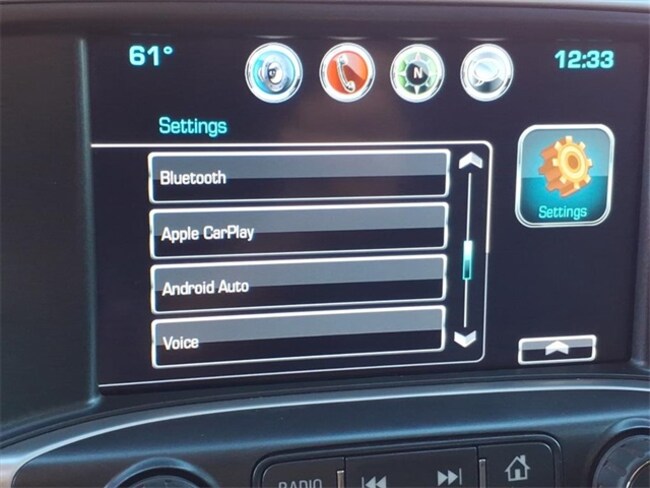 61° N 12:33
Settings
Bluetooth
Apple CarPlay
Android Auto
Voice
Settings
RADIO